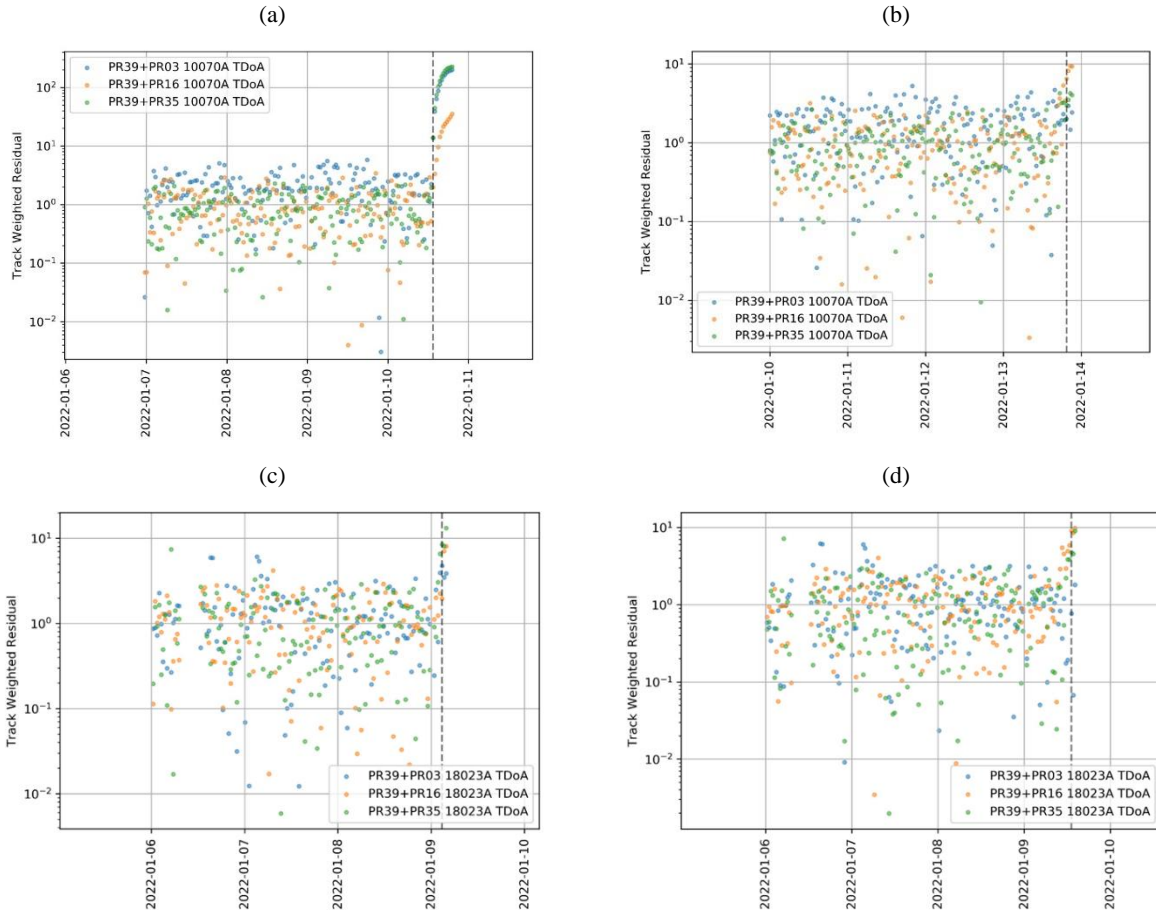 (a)
(b)
Track Weighted Residual
10²
10¹
10⁰
10⁻¹
10⁻²
PR39+PR03 10070A TDoA
PR39+PR16 10070A TDoA
PR39+PR35 10070A TDoA
2022-01-06
2022-01-07
2022-01-08
2022-01-09
2022-01-10
2022-01-11
Track Weighted Residual
10¹
10⁰
10⁻¹
10⁻²
PR39+PR03 10070A TDoA
PR39+PR16 10070A TDoA
PR39+PR35 10070A TDoA
2022-01-10
2022-01-11
2022-01-12
2022-01-13
2022-01-14
(c)
(d)
Track Weighted Residual
10¹
10⁰
10⁻¹
10⁻²
PR39+PR03 18023A TDoA
PR39+PR16 18023A TDoA
PR39+PR35 18023A TDoA
2022-01-06
2022-01-07
2022-01-08
2022-01-09
2022-01-10
Track Weighted Residual
10¹
10⁰
10⁻¹
10⁻²
PR39+PR03 18023A TDoA
PR39+PR16 18023A TDoA
PR39+PR35 18023A TDoA
2022-01-06
2022-01-07
2022-01-08
2022-01-09
2022-01-10